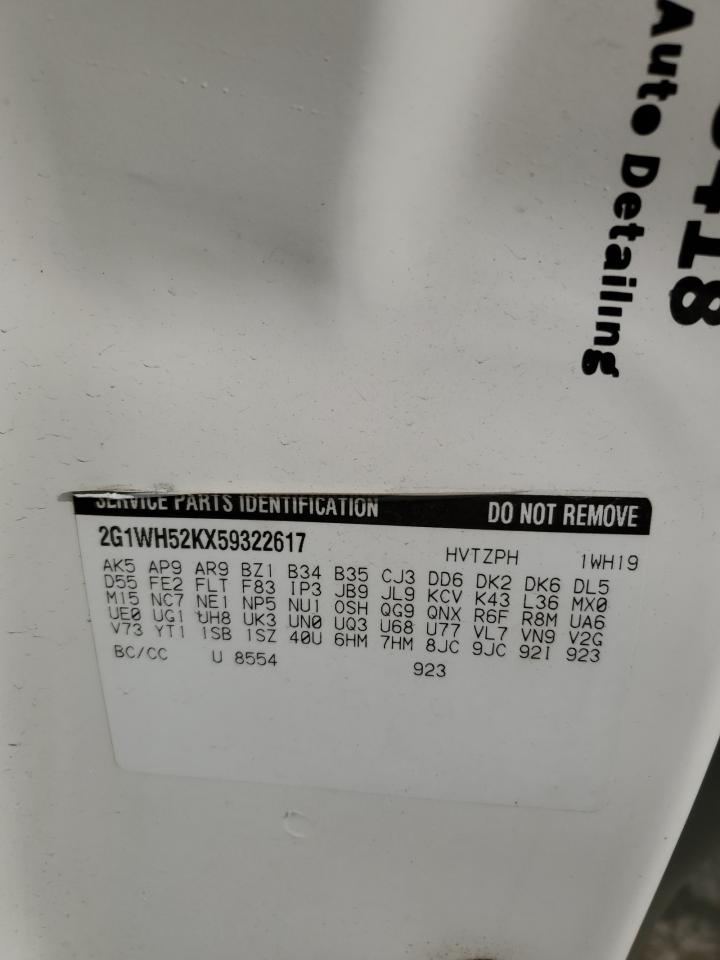 Auto Detailing
418
SERVICE PARTS IDENTIFICATION DO NOT REMOVE
2G1WH52KX59322617 HVTZPH 1WH19
AK5 AP9 AR9 BZ1 B34 B35 CJ3 DD6 DK2 DK6 DL5
D55 FE2 FLT F83 IP3 JB9 JL9 KCV K43 L36 MX0
M15 NC7 NE1 NP5 NU1 OSH QG9 QNX R6F R8M UA6
UE0 UG1 UH8 UK3 UN0 UQ3 U68 U77 VL7 VN9 V2G
V73 YT1 1SB 1SZ 40U 6HM 7HM 8JC 9JC 92I 923
BC/CC U 8554 923